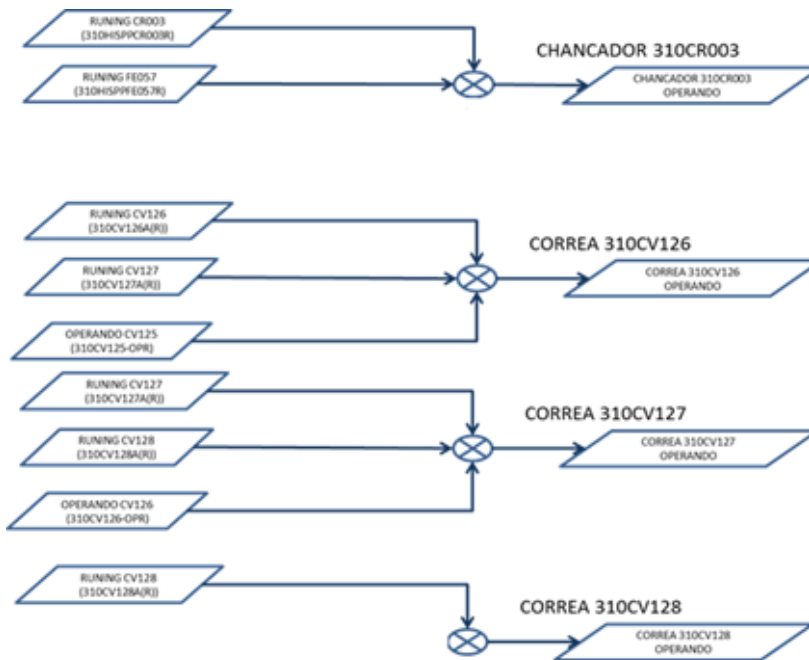 RUNING CR003
(310HISPPCR003R)
CHANCADOR 310CR003
RUNING FE057
(310HISPPFE057R)
CHANCADOR 310CR003
OPERANDO
RUNING CV126
(310CV126A(R))
CORREA 310CV126
RUNING CV127
(310CV127A(R))
CORREA 310CV126
OPERANDO
OPERANDO CV125
(310CV125-OPR)
RUNING CV127
(310CV127A(R))
CORREA 310CV127
RUNING CV128
(310CV128A(R))
CORREA 310CV127
OPERANDO
OPERANDO CV126
(310CV126-OPR)
RUNING CV128
(310CV128A(R))
CORREA 310CV128
CORREA 310CV128
OPERANDO